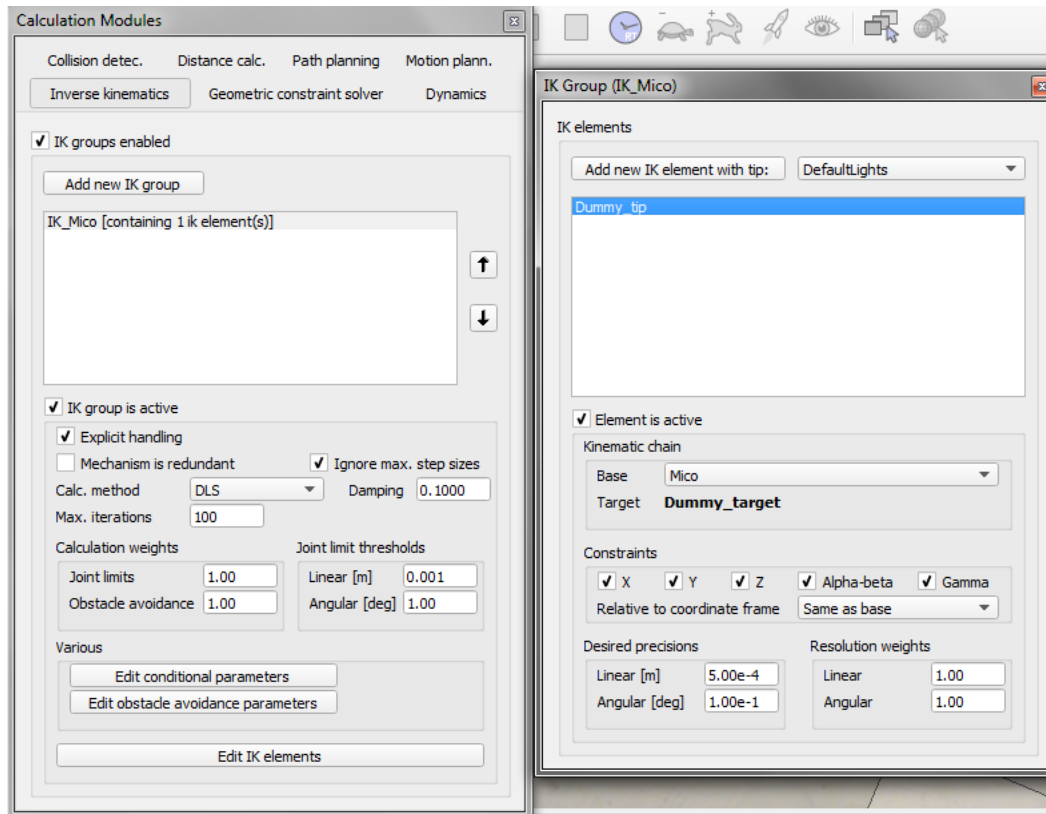 Calculation Modules
Collision detec. Distance calc. Path planning Motion plann.
Inverse kinematics Geometric constraint solver Dynamics
IK groups enabled
Add new IK group
IK_Mico [containing 1 ik element(s)]
IK group is active
Explicit handling
Mechanism is redundant Ignore max. step sizes
Calc. method DLS Damping 0.1000
Max. iterations 100
Calculation weights Joint limit thresholds
Joint limits 1.00 Linear [m] 0.001
Obstacle avoidance 1.00 Angular [deg] 1.00
Various
Edit conditional parameters
Edit obstacle avoidance parameters
Edit IK elements
RT
IK Group (IK_Mico)
IK elements
Add new IK element with tip: DefaultLights
Dummy_tip
Element is active
Kinematic chain
Base Mico
Target Dummy_target
Constraints
X Y Z Alpha-beta Gamma
Relative to coordinate frame Same as base
Desired precisions Resolution weights
Linear [m] 5.00e-4 Linear 1.00
Angular [deg] 1.00e-1 Angular 1.00